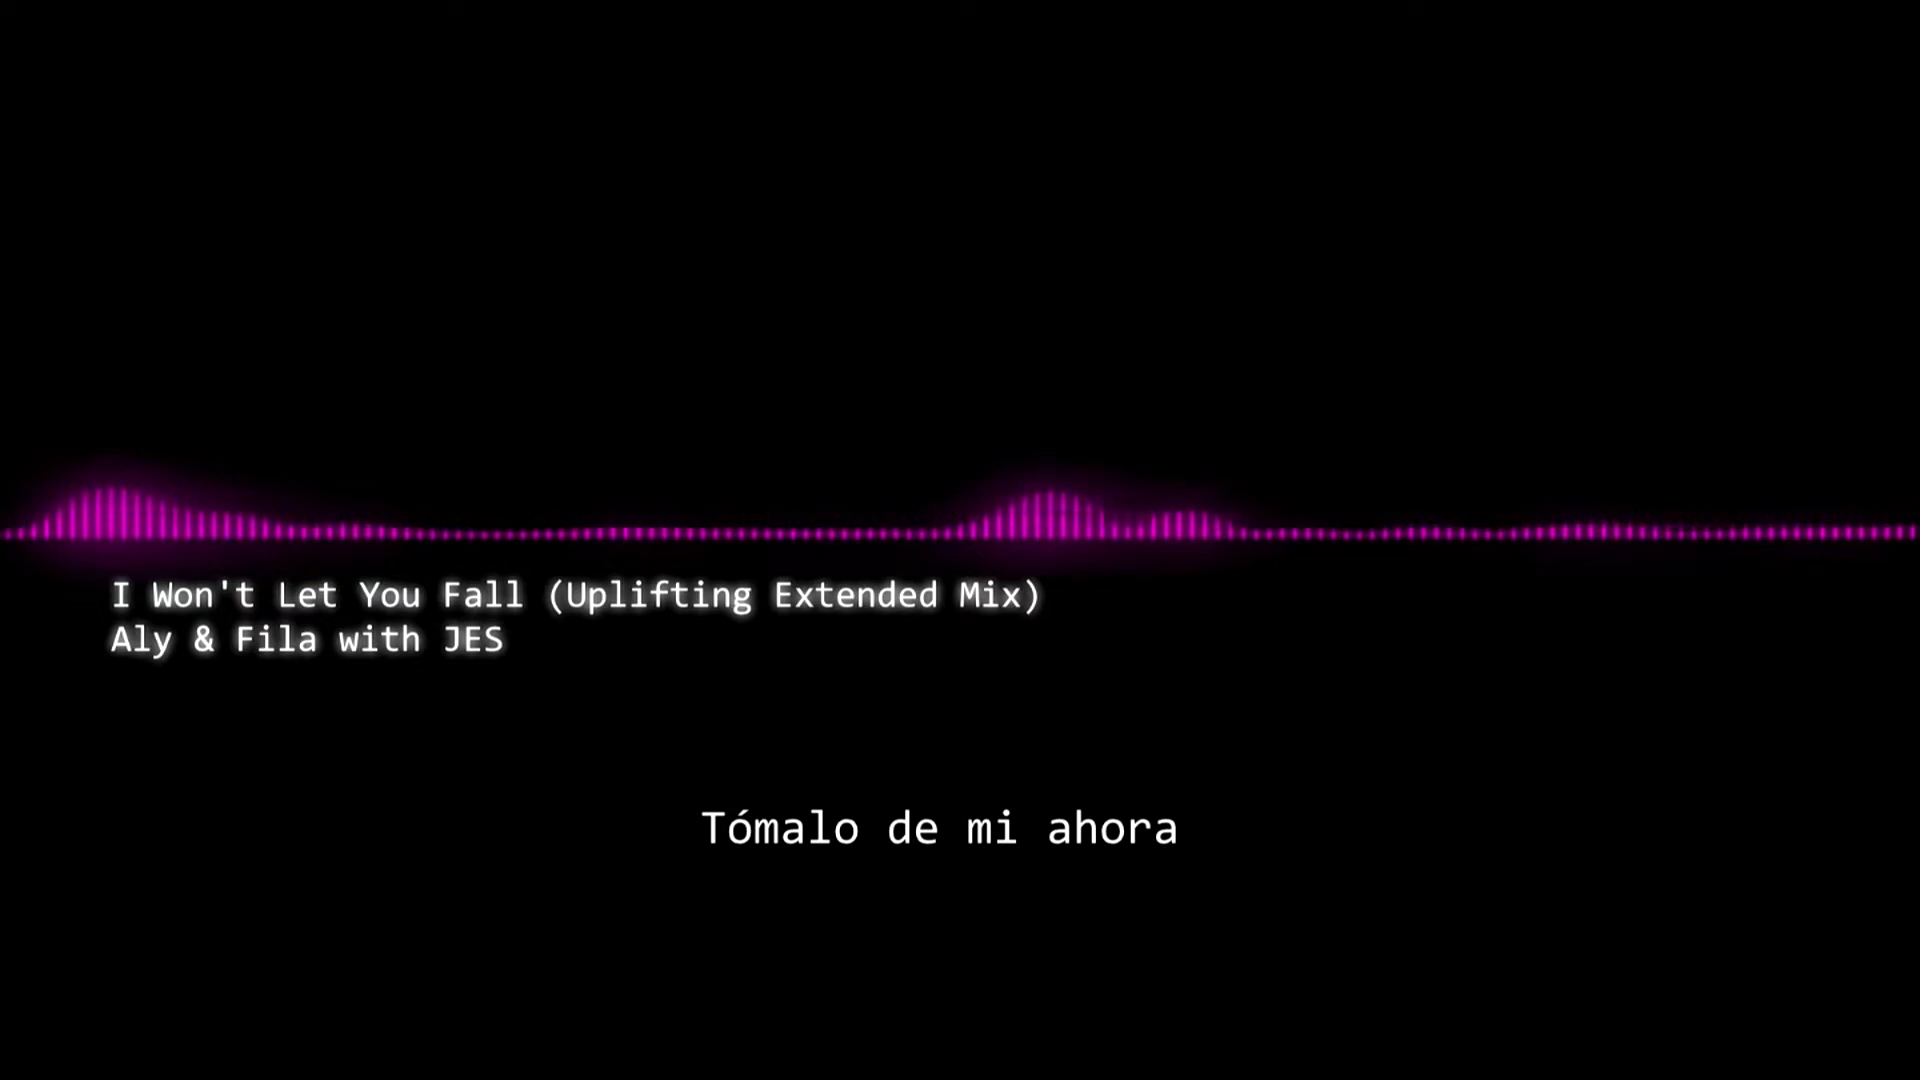 I Won't Let You Fall (Uplifting Extended Mix)
Aly & Fila with JES
Tómalo de mi ahora